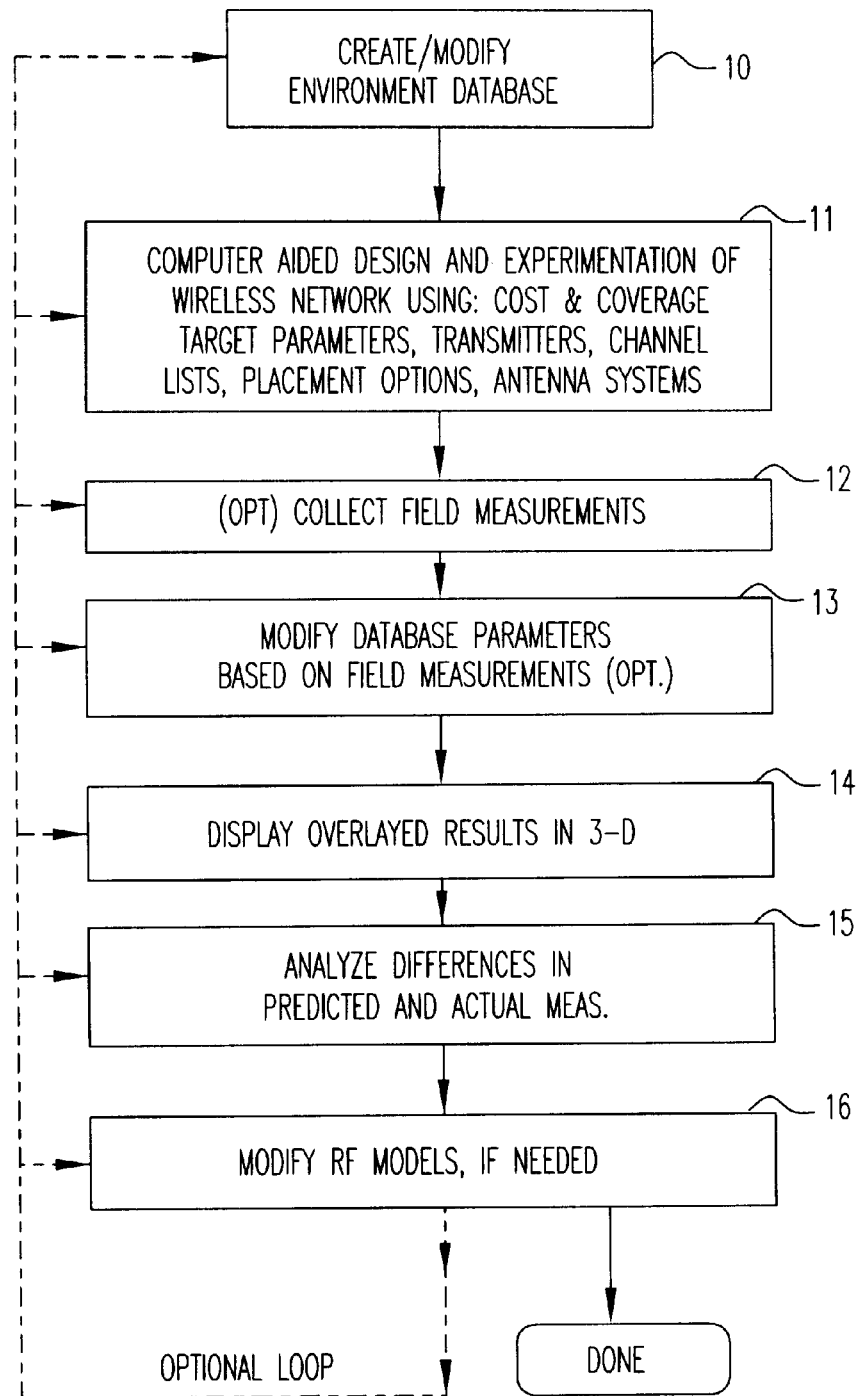 CREATE/MODIFY
ENVIRONMENT DATABASE
10
11
COMPUTER AIDED DESIGN AND EXPERIMENTATION OF
WIRELESS NETWORK USING: COST & COVERAGE
TARGET PARAMETERS, TRANSMITTERS, CHANNEL
LISTS, PLACEMENT OPTIONS, ANTENNA SYSTEMS
12
(OPT) COLLECT FIELD MEASUREMENTS
13
MODIFY DATABASE PARAMETERS
BASED ON FIELD MEASUREMENTS (OPT.)
14
DISPLAY OVERLAYED RESULTS IN 3-D
15
ANALYZE DIFFERENCES IN
PREDICTED AND ACTUAL MEAS.
16
MODIFY RF MODELS, IF NEEDED
OPTIONAL LOOP
DONE